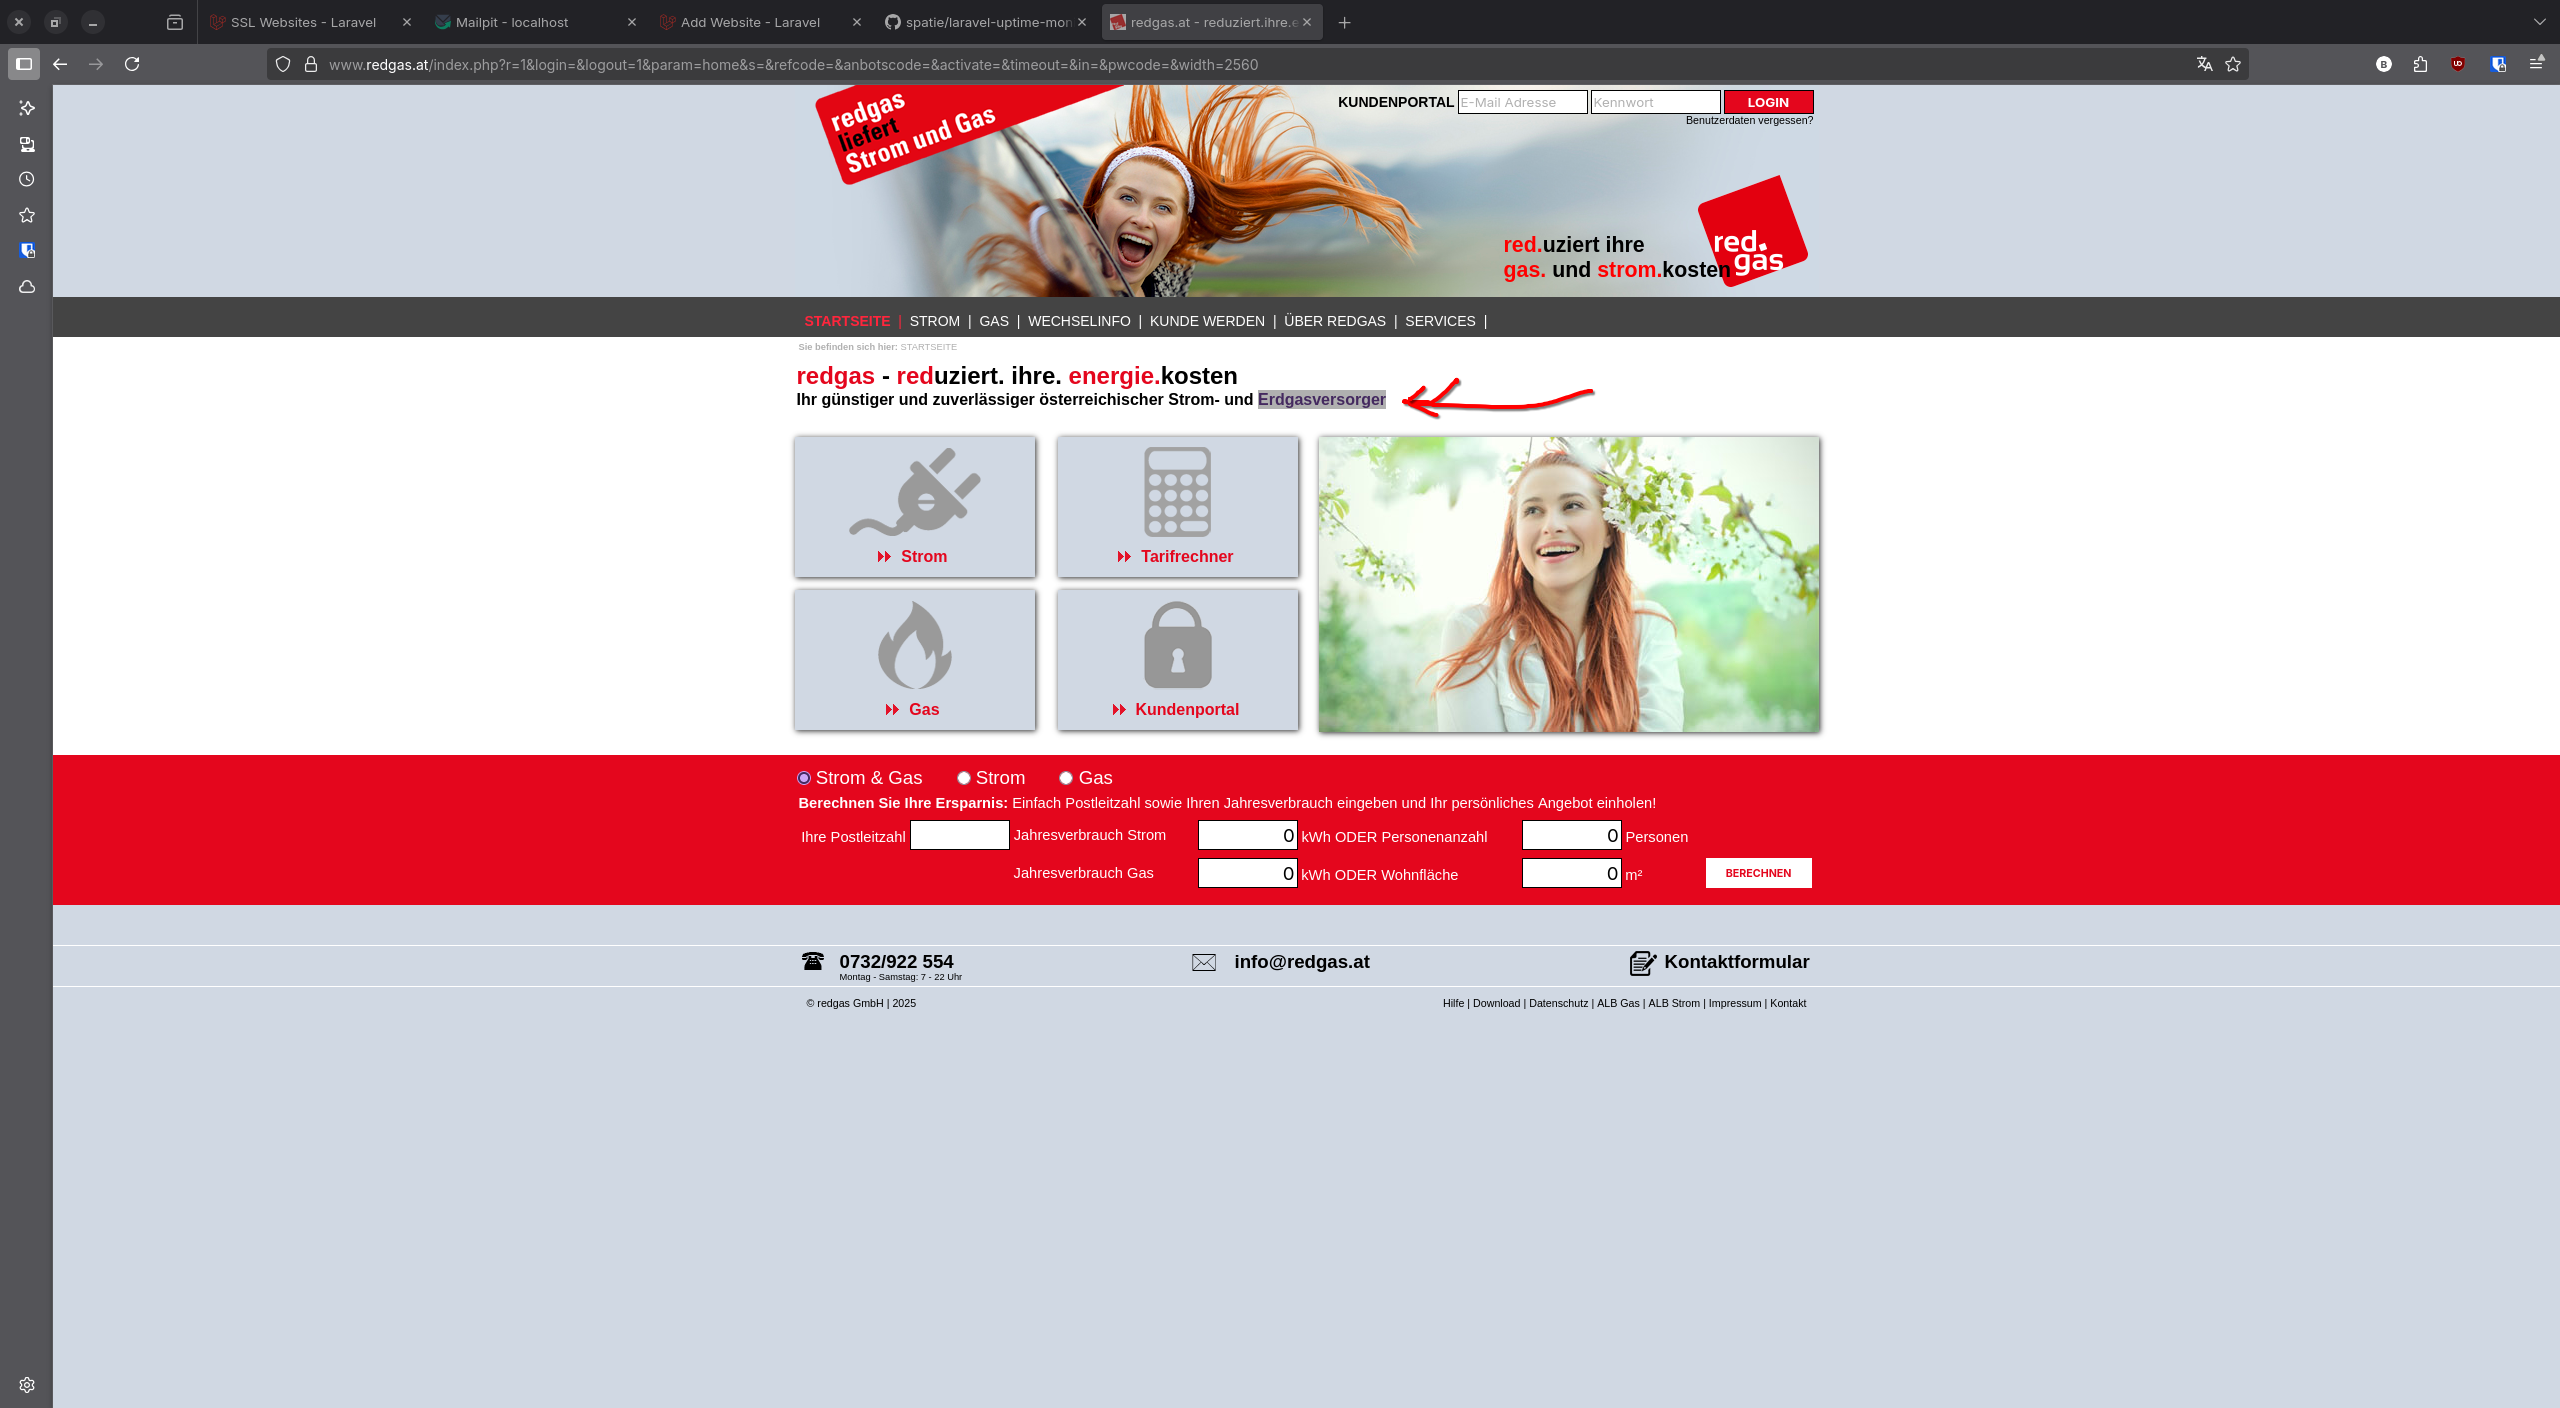 SSL Websites - Laravel
Mailpit - localhost
Add Website - Laravel
spatie/laravel-uptime-mon
redgas.at - reduziert.ihre.e
www.redgas.at/index.php?r=1&login=&logout=1&param=home&s=&refcode=&anbotscode=&activate=&timeout=&in=&pwcode=&width=2560
redgas
liefert
Strom und Gas
KUNDENPORTAL E-Mail Adresse Kennwort LOGIN
Benutzerdaten vergessen?
red.uziert ihre
gas. und strom.kosten
red.
gas
STARTSEITE | STROM | GAS | WECHSELINFO | KUNDE WERDEN | ÜBER REDGAS | SERVICES |
Sie befinden sich hier: STARTSEITE
redgas - reduziert. ihre. energie.kosten
Ihr günstiger und zuverlässiger österreichischer Strom- und Erdgasversorger
Strom
Tarifrechner
Gas
Kundenportal
Strom & Gas Strom Gas
Berechnen Sie Ihre Ersparnis: Einfach Postleitzahl sowie Ihren Jahresverbrauch eingeben und Ihr persönliches Angebot einholen!
Ihre Postleitzahl Jahresverbrauch Strom 0 kWh ODER Personenanzahl 0 Personen
Jahresverbrauch Gas 0 kWh ODER Wohnfläche 0 m² BERECHNEN
0732/922 554
Montag - Samstag: 7 - 22 Uhr
info@redgas.at
Kontaktformular
© redgas GmbH | 2025
Hilfe | Download | Datenschutz | ALB Gas | ALB Strom | Impressum | Kontakt